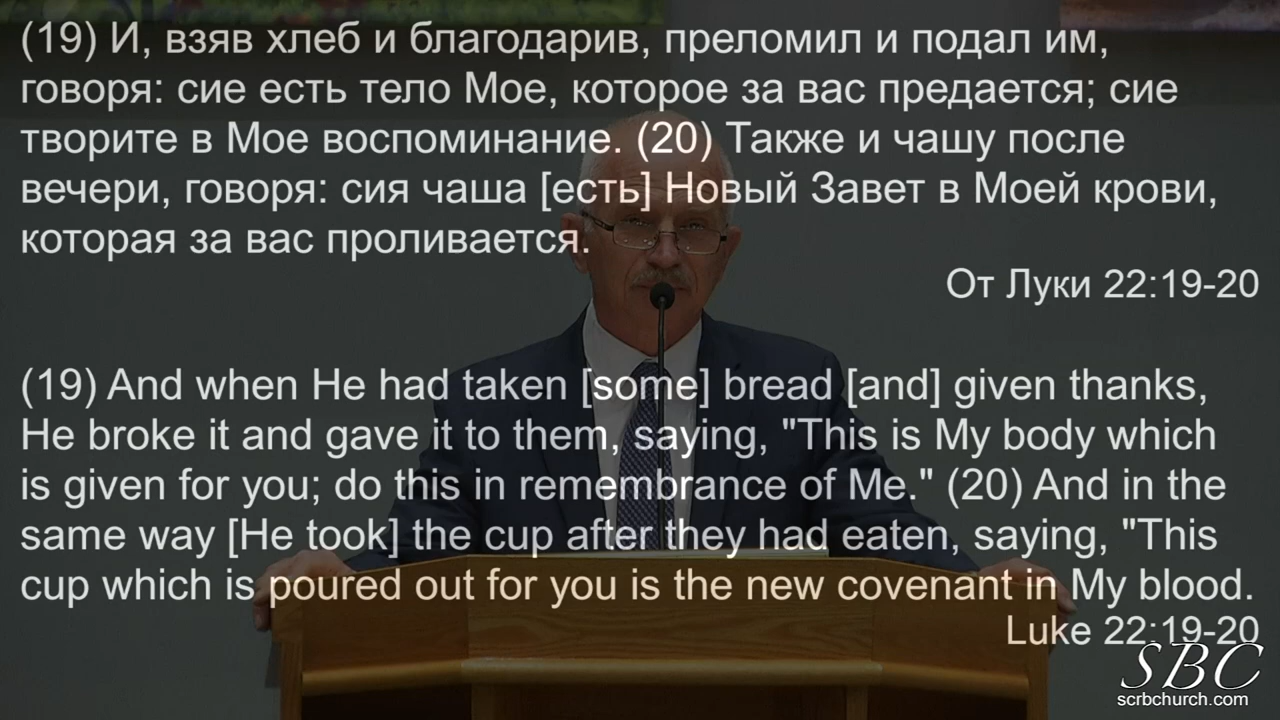 (19) И, взяв хлеб и благодарив, преломил и подал им,
говоря: сие есть тело Мое, которое за вас предается; сие
творите в Мое воспоминание. (20) Также и чашу после
вечери, говоря: сия чаша [есть] Новый Завет в Моей крови,
которая за вас проливается.
От Луки 22:19-20
(19) And when He had taken [some] bread [and] given thanks,
He broke it and gave it to them, saying, "This is My body which
is given for you; do this in remembrance of Me." (20) And in the
same way [He took] the cup after they had eaten, saying, "This
cup which is poured out for you is the new covenant in My blood.
Luke 22:19-20
SBC
scrbchurch.com